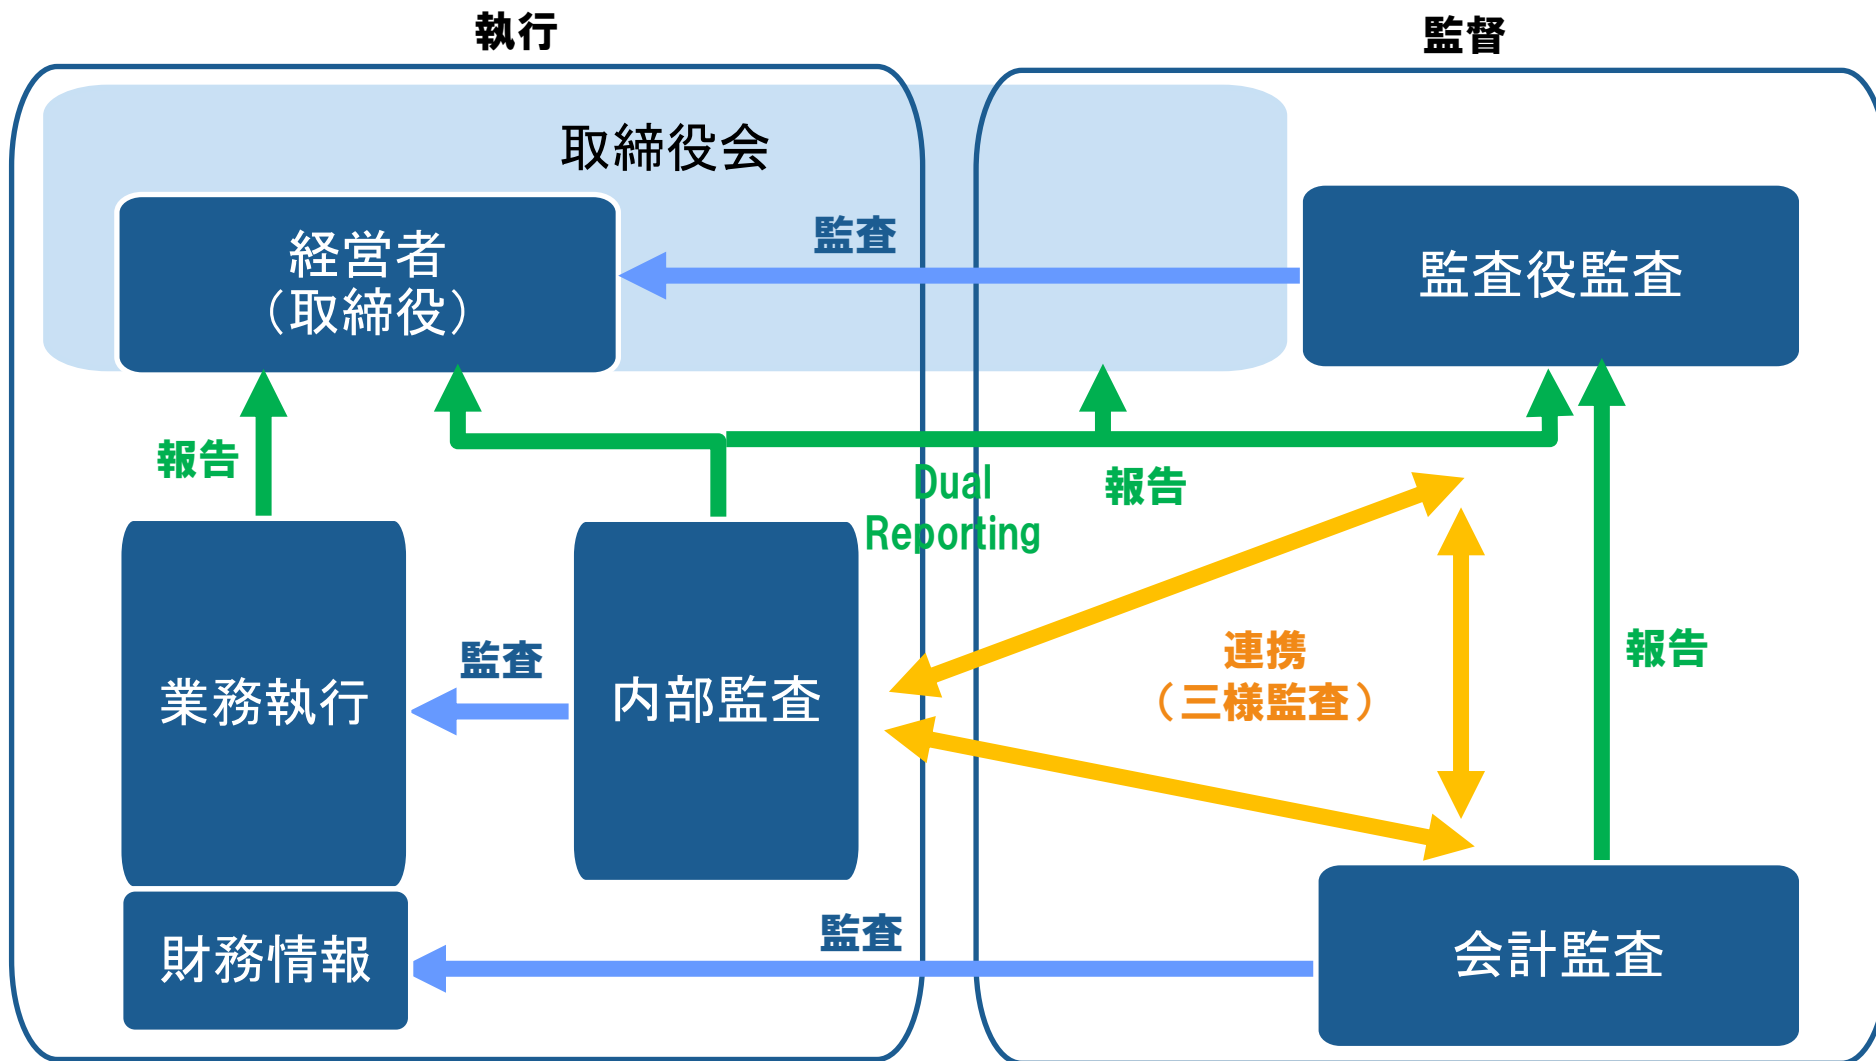 執行
監督
取締役会
監査
経営者
（取締役）
監査役監査
報告
Dual
Reporting
報告
監査
業務執行
内部監査
連携
（三様監査）
報告
監査
財務情報
会計監査